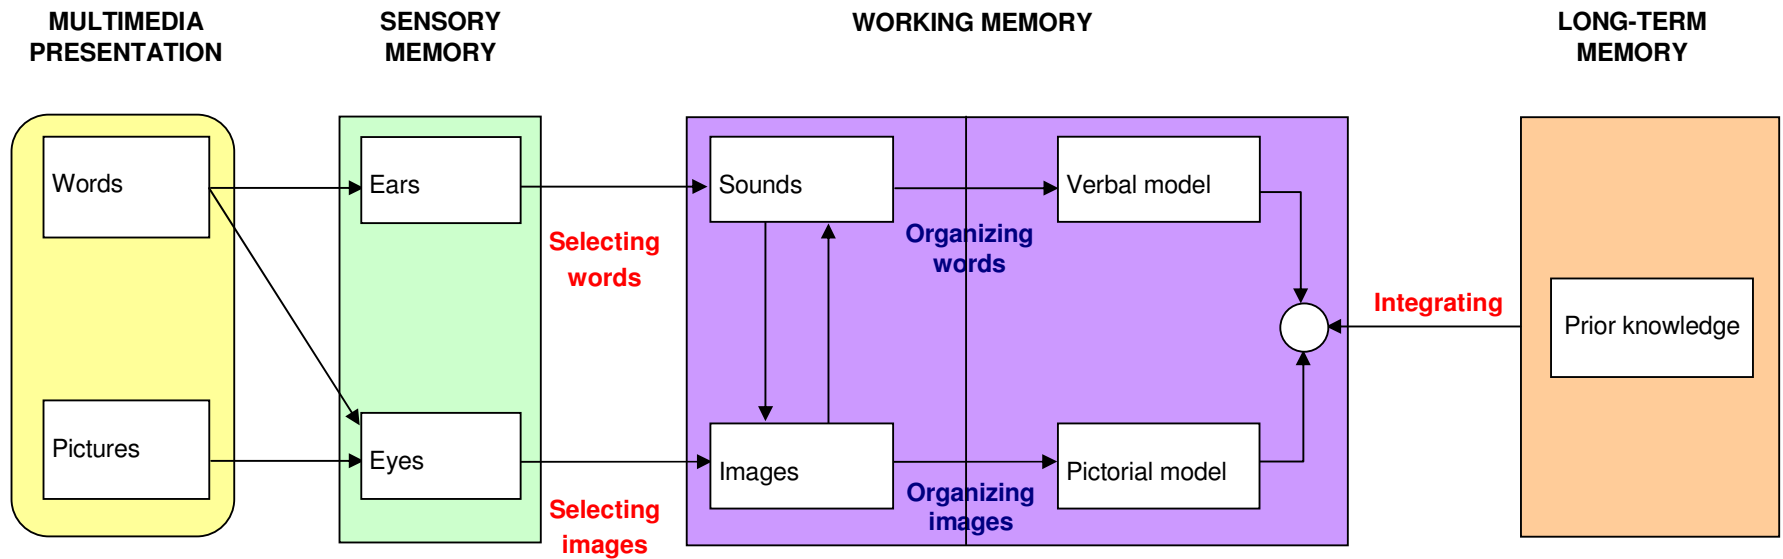 MULTIMEDIA
PRESENTATION
SENSORY
MEMORY
WORKING MEMORY
LONG-TERM
MEMORY
Words
Ears
Sounds
Verbal model
Selecting
words
Organizing
words
Integrating
Prior knowledge
Pictures
Eyes
Images
Pictorial model
Selecting
images
Organizing
images